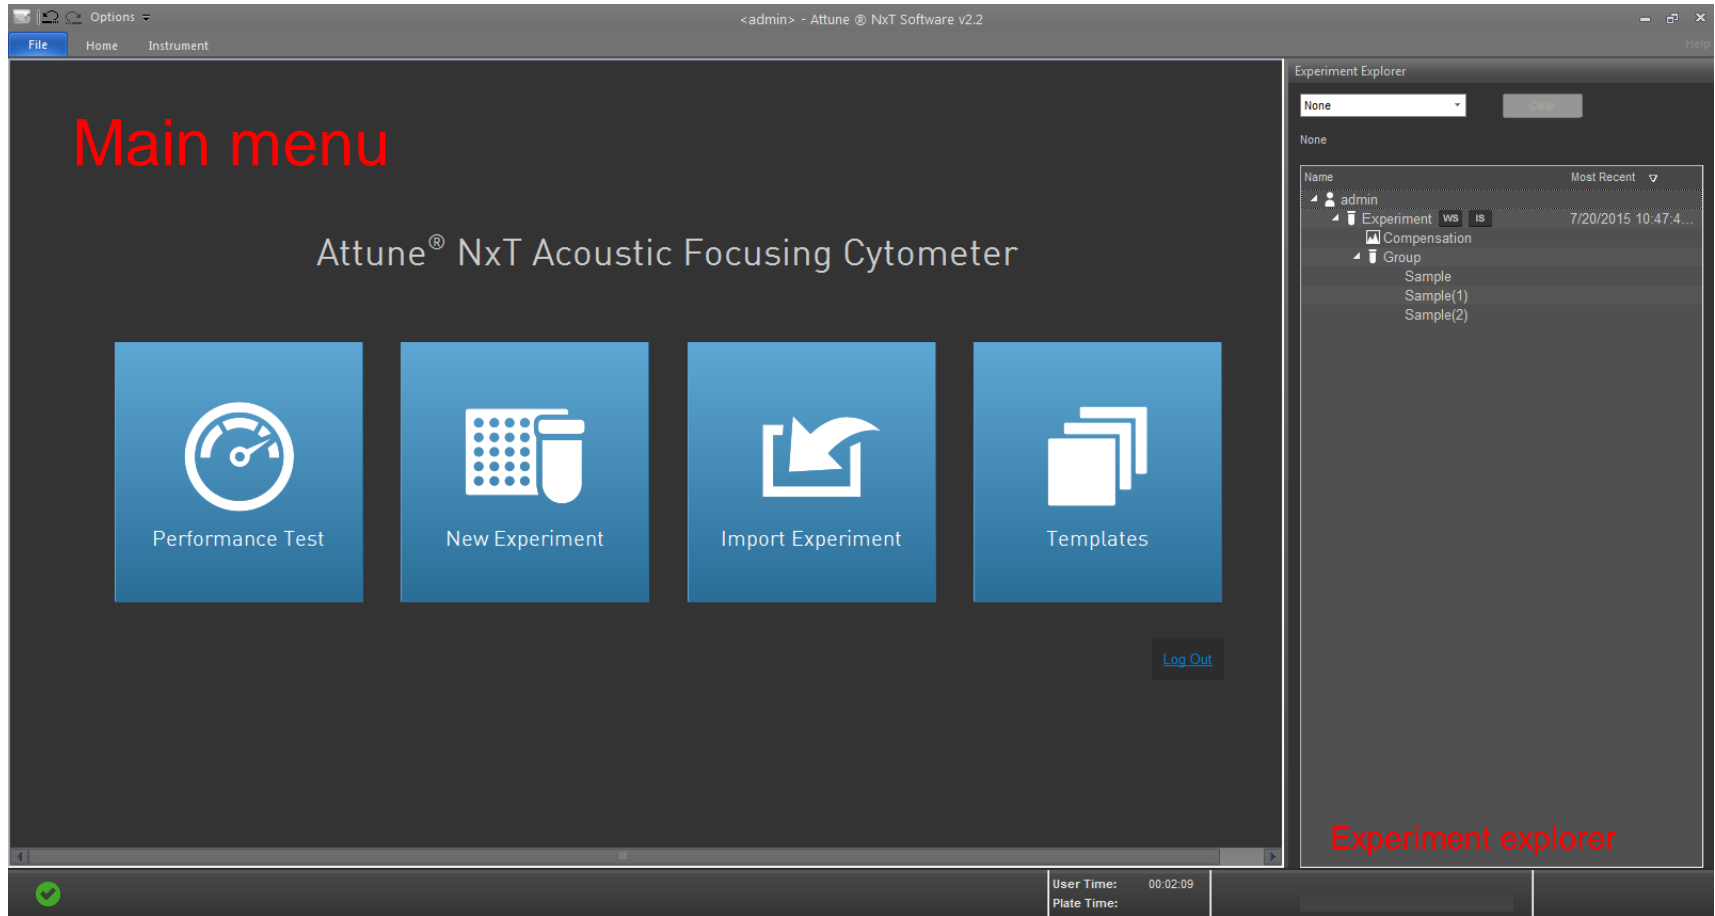 Options
<admin> - Attune ® NxT Software v2.2
File Home Instrument
Help
Main menu
Attune® NxT Acoustic Focusing Cytometer
Performance Test
New Experiment
Import Experiment
Templates
Log Out
Experiment Explorer
None
Clear
None
Name Most Recent
admin
Experiment WS IS 7/20/2015 10:47:4...
Compensation
Group
Sample
Sample(1)
Sample(2)
Experiment explorer
User Time: 00:02:09
Plate Time: